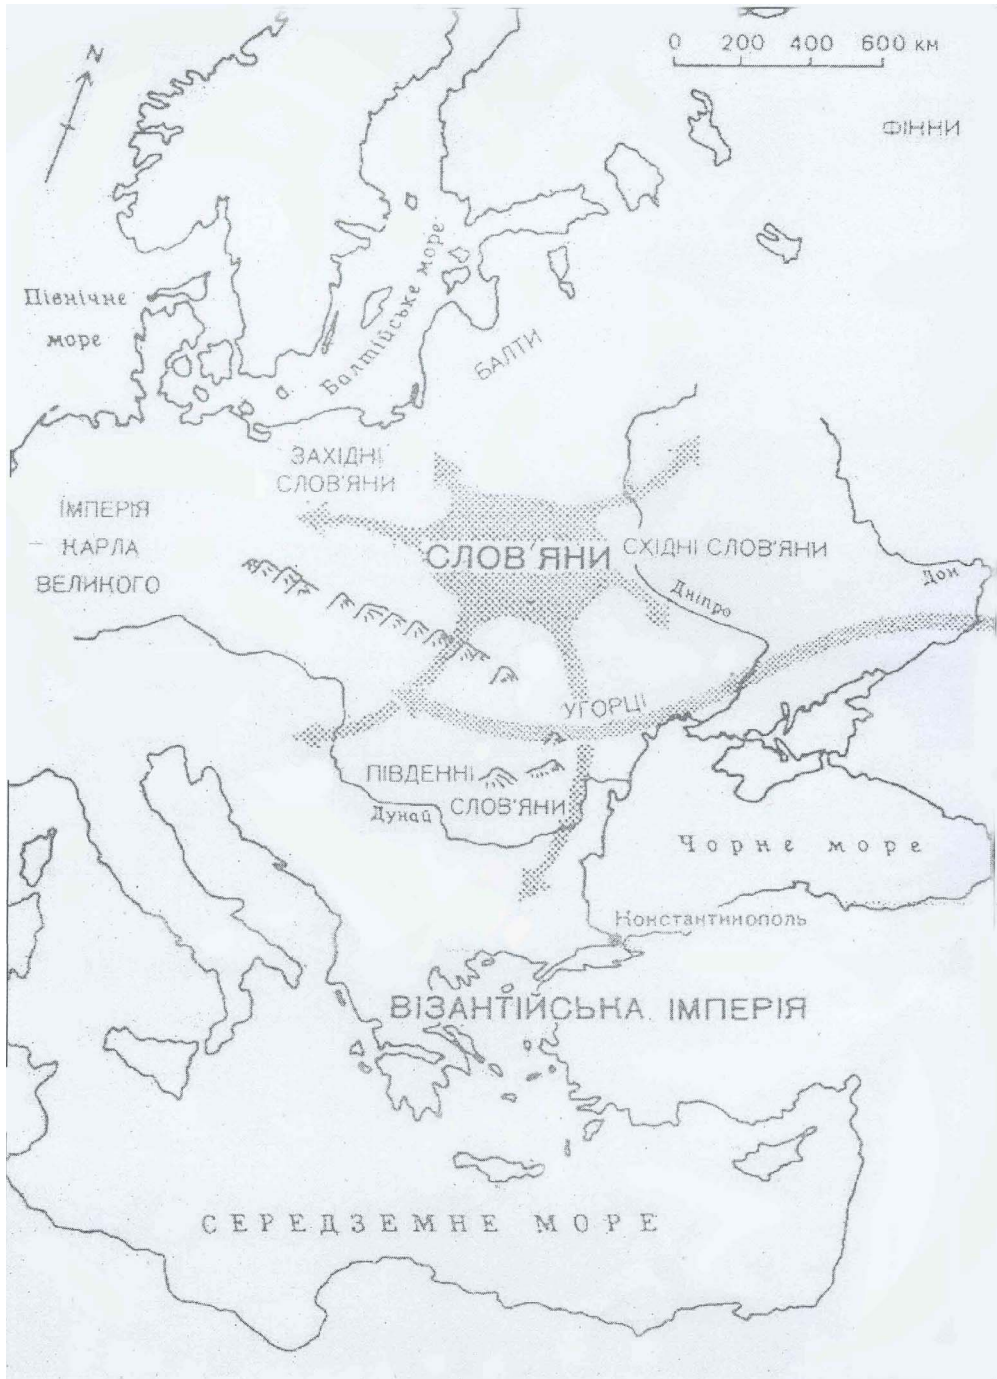 N
0 200 400 600 км
ФІННИ
Північне
море
Балтійське море
БАЛТИ
ЗАХІДНІ
СЛОВ'ЯНИ
ІМПЕРІЯ
КАРЛА
ВЕЛИКОГО
СЛОВ'ЯНИ
СХІДНІ СЛОВ'ЯНИ
Дніпро
Дон
УГОРЦІ
ПІВДЕННІ
СЛОВ'ЯНИ
Дунай
Чорне море
Константинополь
ВІЗАНТІЙСЬКА ІМПЕРІЯ
СЕРЕДЗЕМНЕ МОРЕ